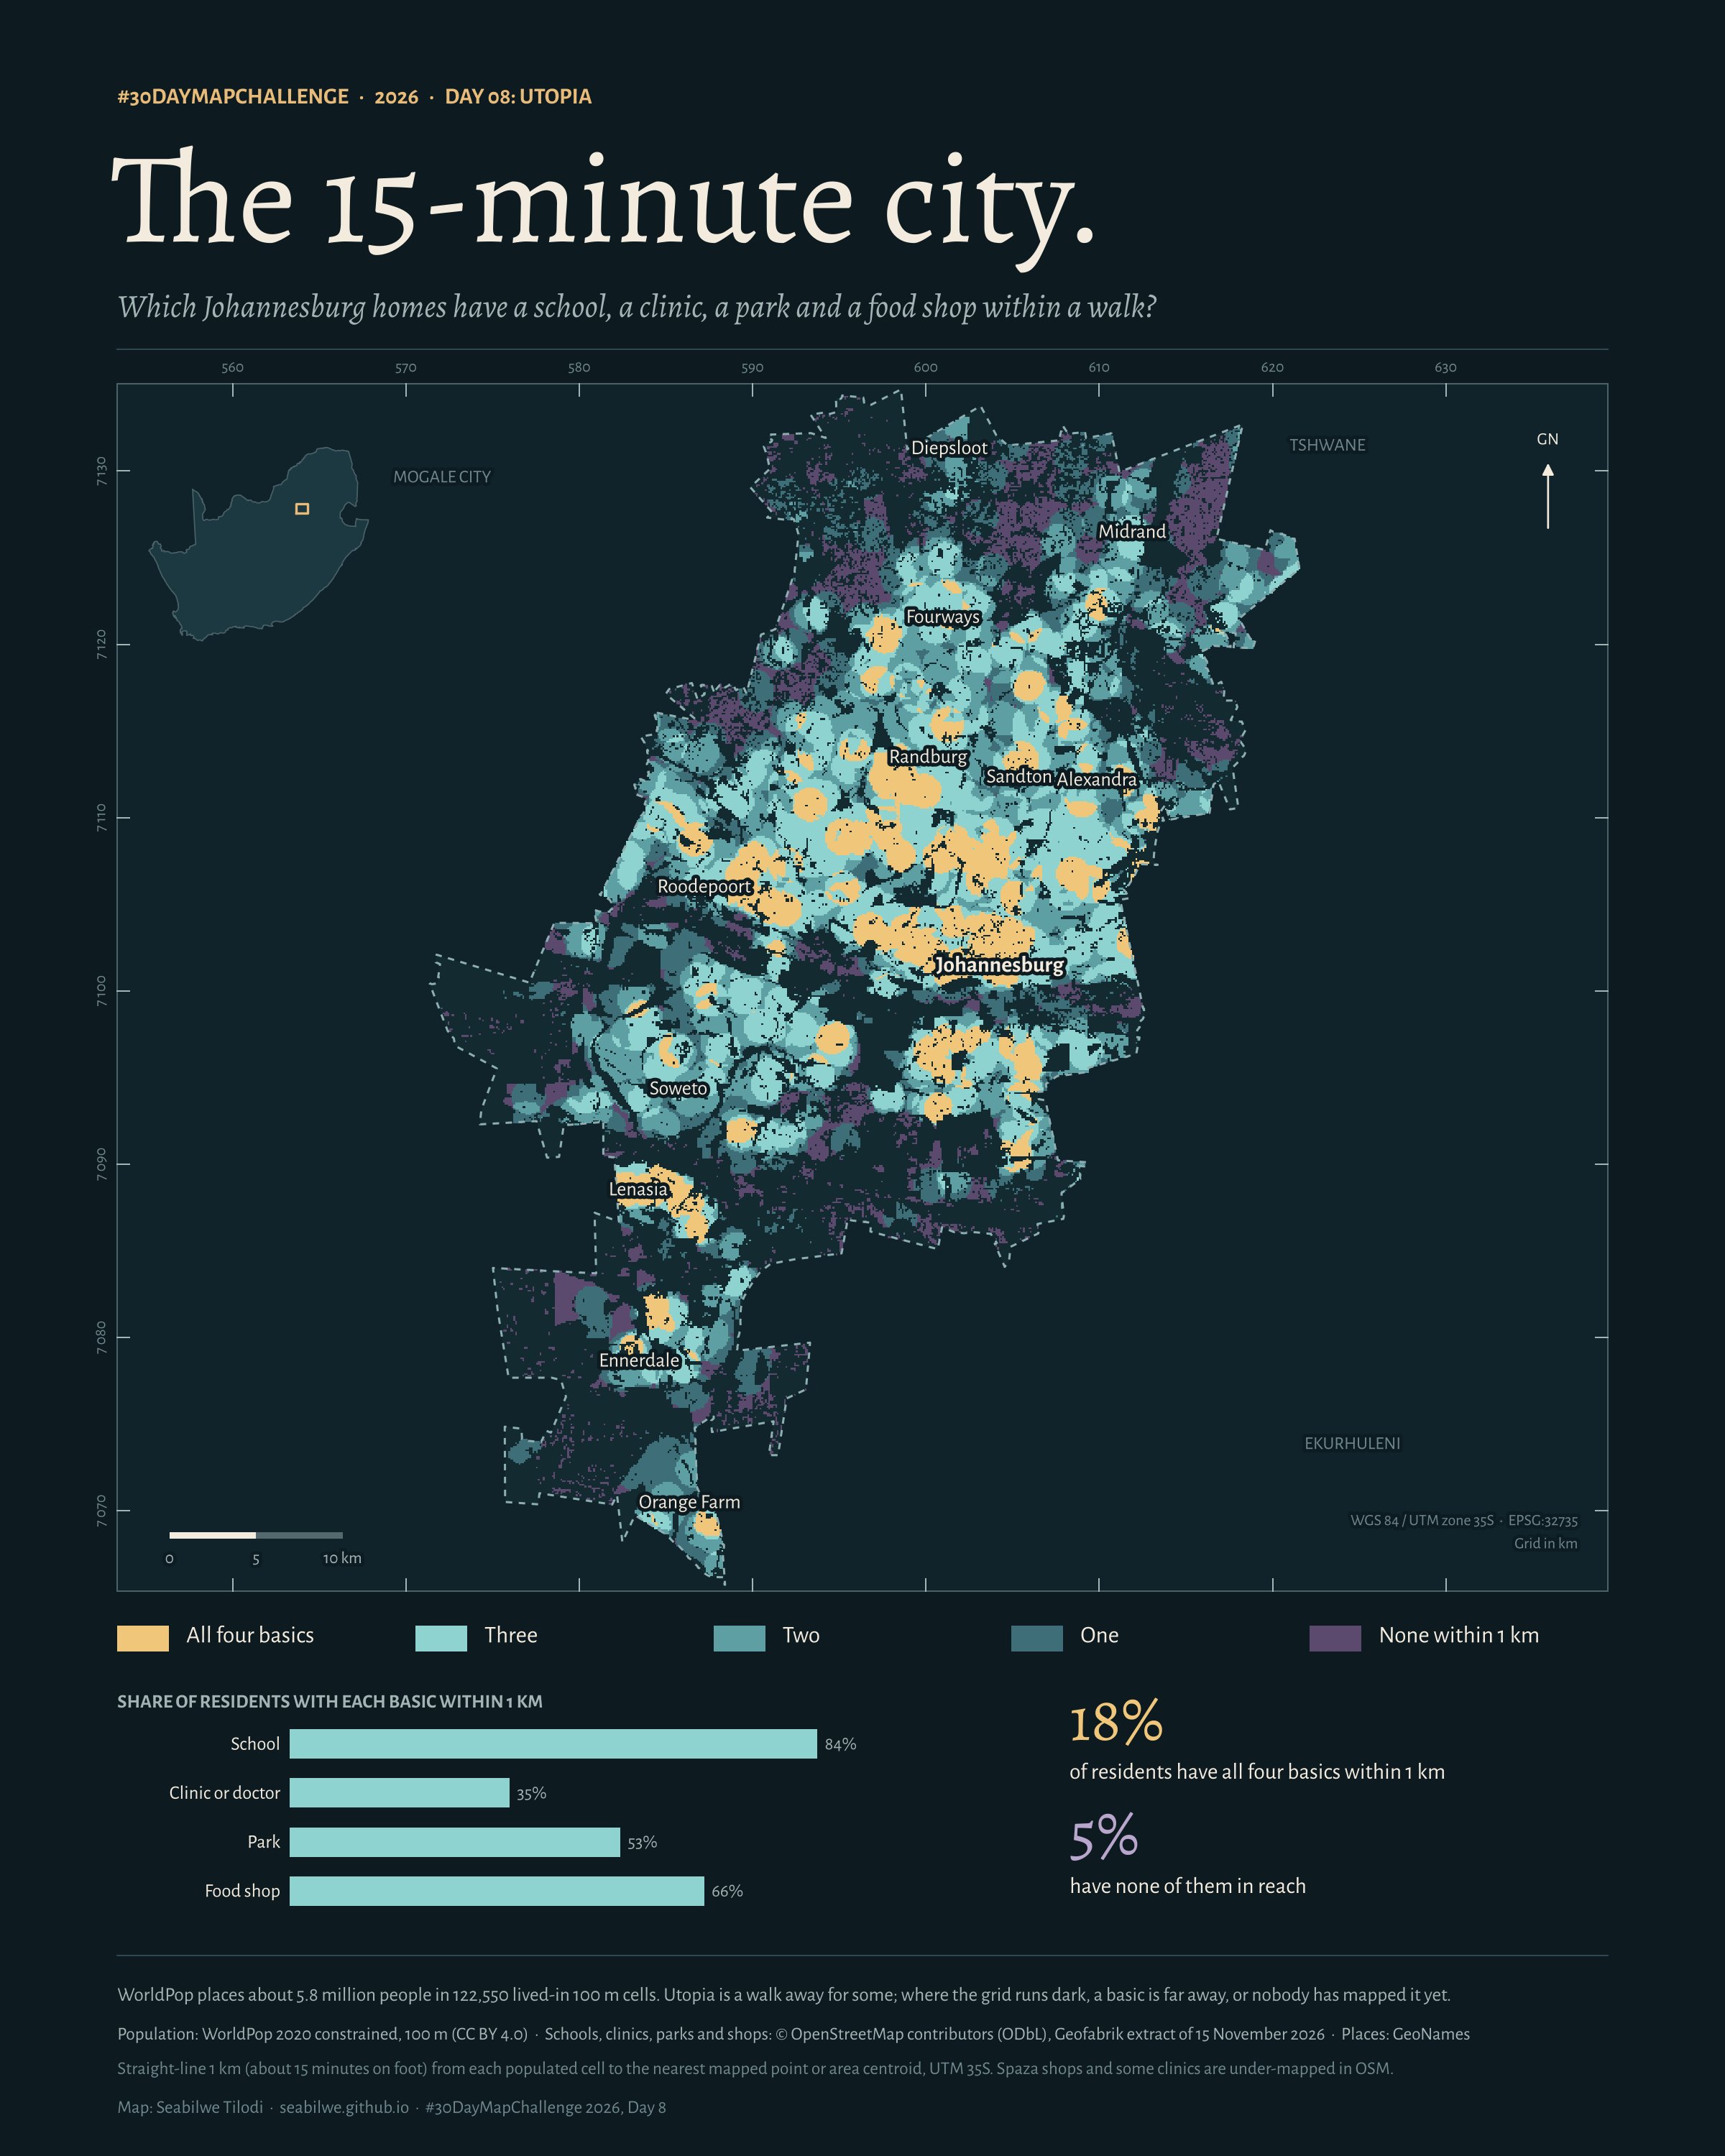 #30DAYMAPCHALLENGE · 2026 · DAY 08: UTOPIA
The 15-minute city.
Which Johannesburg homes have a school, a clinic, a park and a food shop within a walk?
560 570 580 590 600 610 620 630
7130
7120
7110
7100
7090
7080
7070
MOGALE CITY
TSHWANE
GN
Diepsloot
Midrand
Fourways
Randburg
Sandton
Alexandra
Roodepoort
Johannesburg
Soweto
Lenasia
Ennerdale
EKURHULENI
Orange Farm
WGS 84 / UTM zone 35S · EPSG:32735
Grid in km
0 5 10 km
All four basics
Three
Two
One
None within 1 km
SHARE OF RESIDENTS WITH EACH BASIC WITHIN 1 KM
School 84%
Clinic or doctor 35%
Park 53%
Food shop 66%
18%
of residents have all four basics within 1 km
5%
have none of them in reach
WorldPop places about 5.8 million people in 122,550 lived-in 100 m cells. Utopia is a walk away for some; where the grid runs dark, a basic is far away, or nobody has mapped it yet.
Population: WorldPop 2020 constrained, 100 m (CC BY 4.0) · Schools, clinics, parks and shops: © OpenStreetMap contributors (ODbL), Geofabrik extract of 15 November 2026 · Places: GeoNames
Straight-line 1 km (about 15 minutes on foot) from each populated cell to the nearest mapped point or area centroid, UTM 35S. Spaza shops and some clinics are under-mapped in OSM.
Map: Seabilwe Tilodi · seabilwe.github.io · #30DayMapChallenge 2026, Day 8